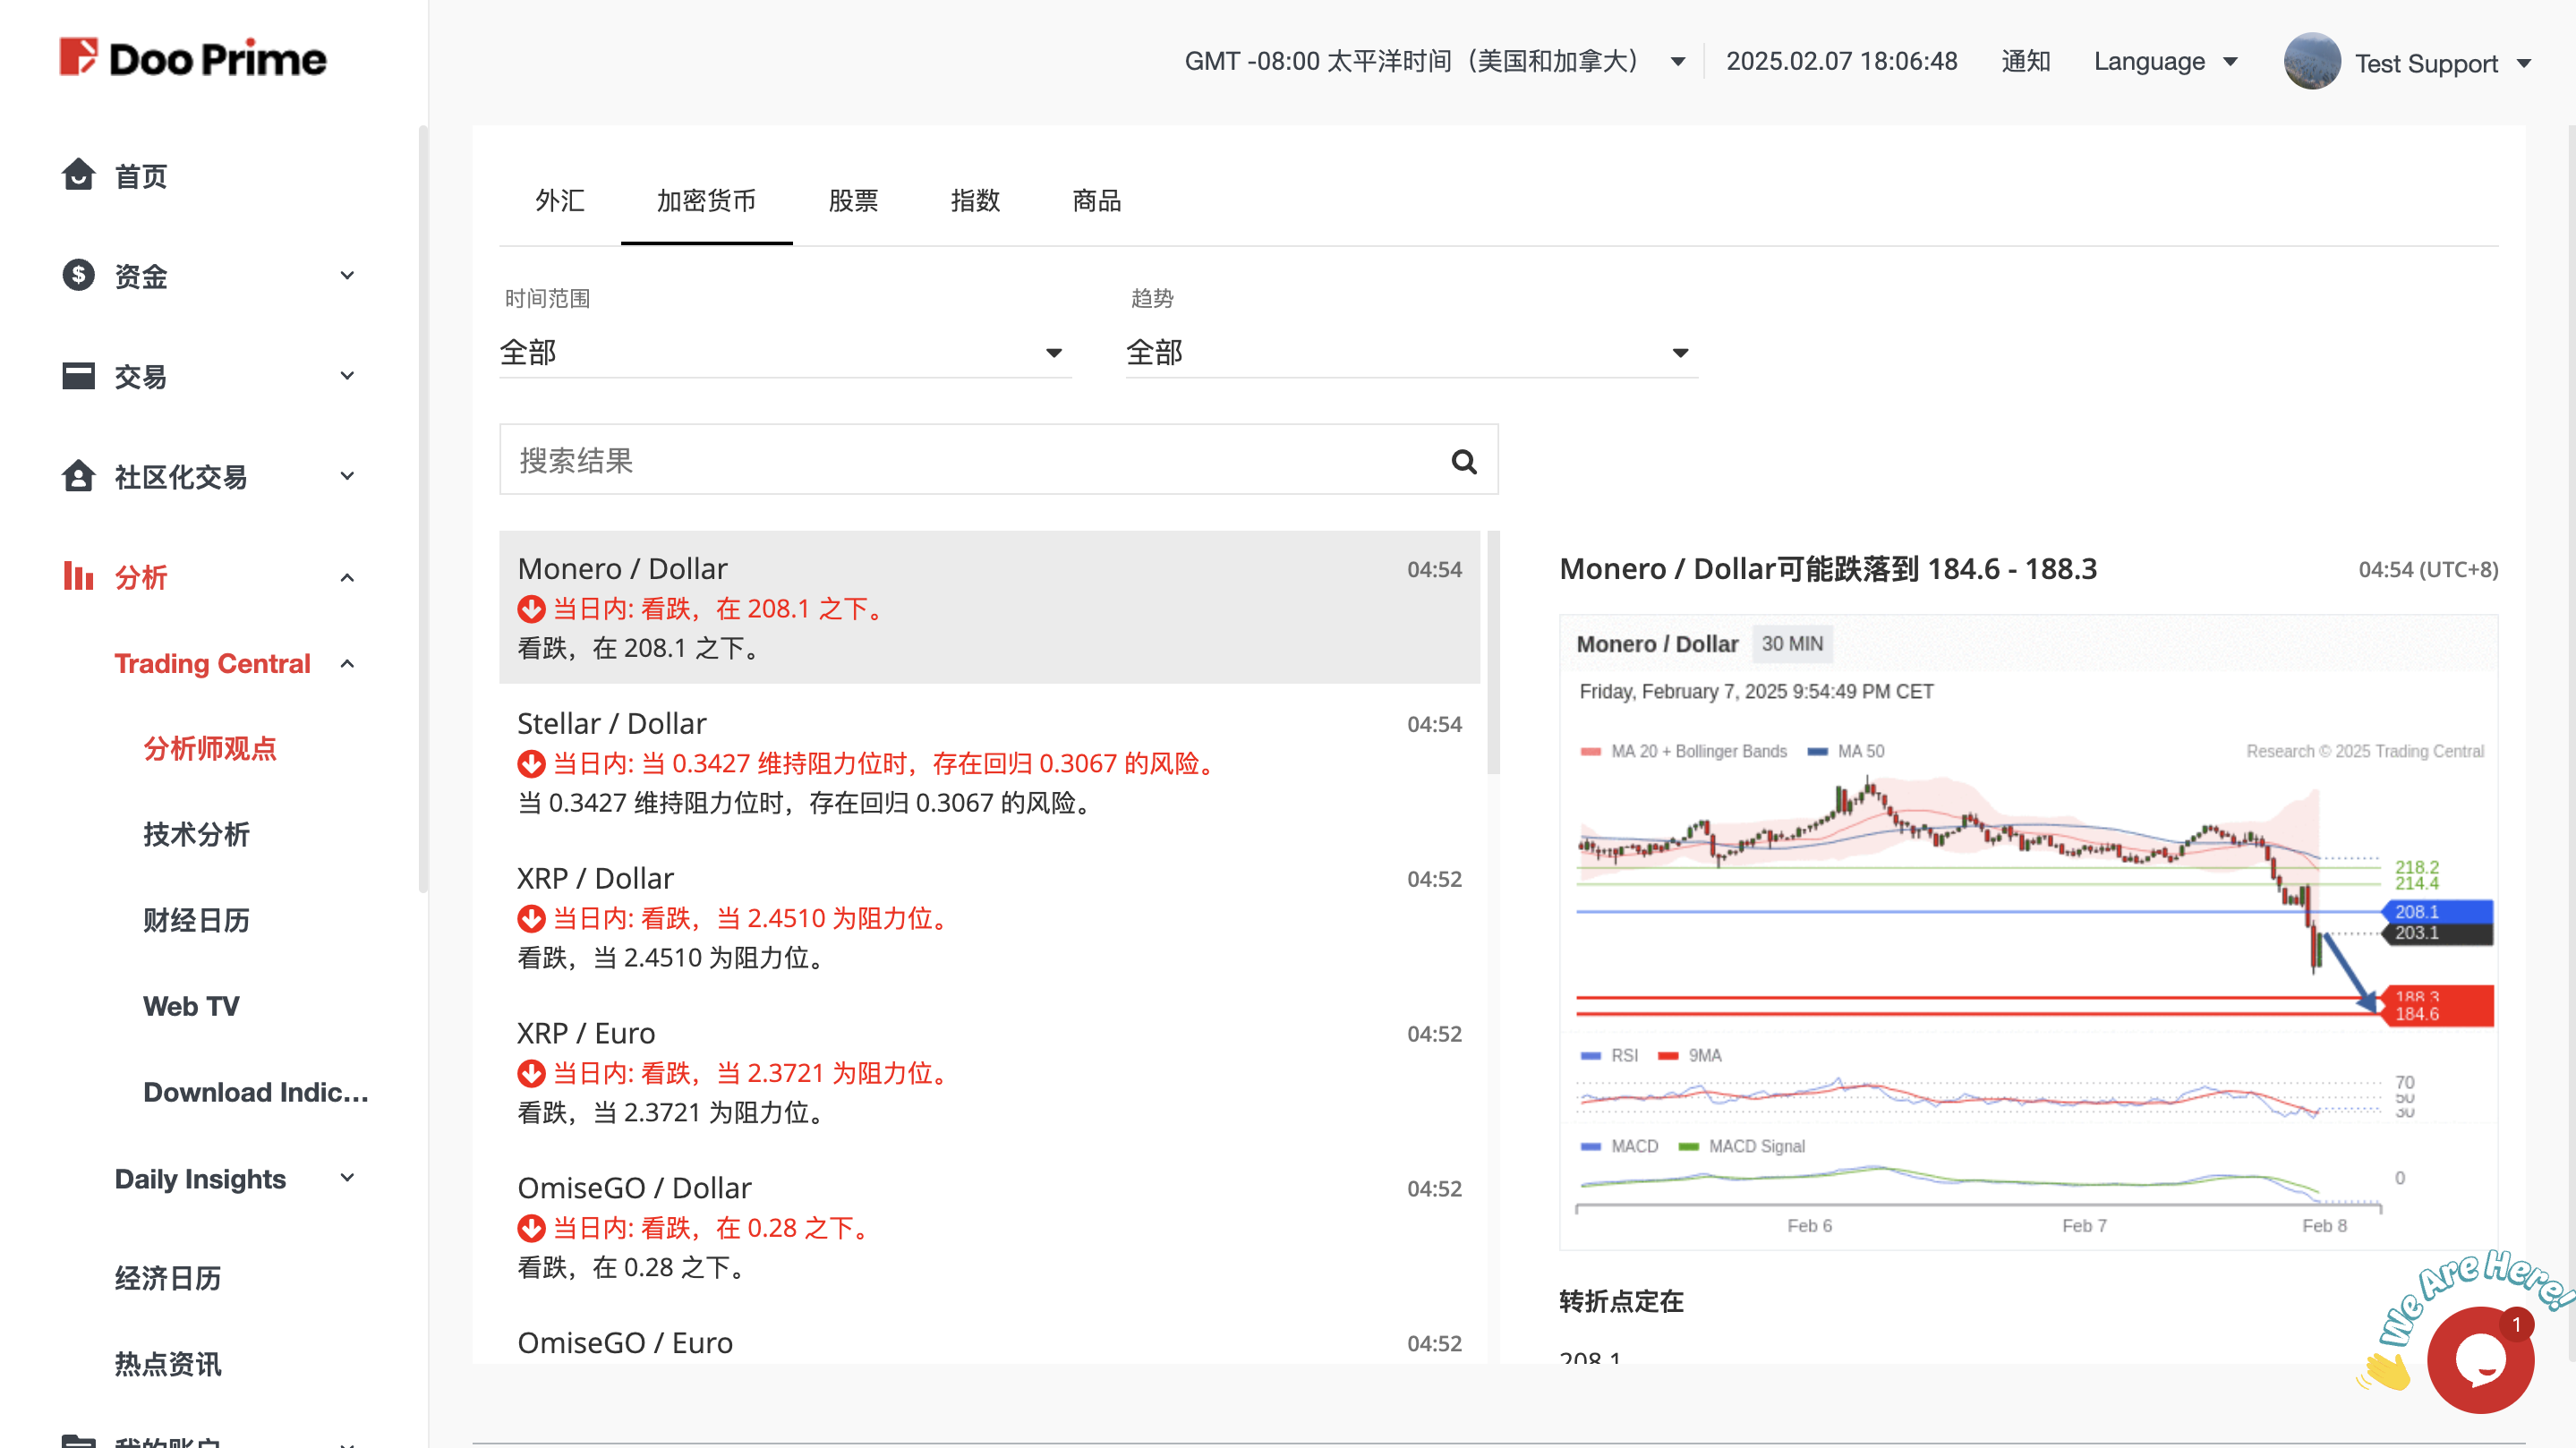 Doo Prime
GMT -08:00 太平洋时间（美国和加拿大）
2025.02.07 18:06:48
通知
Language
Test Support
首页
资金
交易
社区化交易
分析
Trading Central
分析师观点
技术分析
财经日历
Web TV
Download Indic...
Daily Insights
经济日历
热点资讯
我的账户
外汇
加密货币
股票
指数
商品
时间范围
全部
趋势
全部
搜索结果
Monero / Dollar 04:54
当日内: 看跌，在 208.1 之下。
看跌，在 208.1 之下。
Stellar / Dollar 04:54
当日内: 当 0.3427 维持阻力位时，存在回归 0.3067 的风险。
当 0.3427 维持阻力位时，存在回归 0.3067 的风险。
XRP / Dollar 04:52
当日内: 看跌，当 2.4510 为阻力位。
看跌，当 2.4510 为阻力位。
XRP / Euro 04:52
当日内: 看跌，当 2.3721 为阻力位。
看跌，当 2.3721 为阻力位。
OmiseGO / Dollar 04:52
当日内: 看跌，在 0.28 之下。
看跌，在 0.28 之下。
OmiseGO / Euro 04:52
Monero / Dollar可能跌落到 184.6 - 188.3 04:54 (UTC+8)
Monero / Dollar 30 MIN
Friday, February 7, 2025 9:54:49 PM CET
MA 20 + Bollinger Bands MA 50 Research © 2025 Trading Central
218.2
214.4
208.1
203.1
188.3
184.6
RSI 9MA
70
50
30
MACD MACD Signal
0
Feb 6 Feb 7 Feb 8
转折点定在
208.1
We Are Here!
1